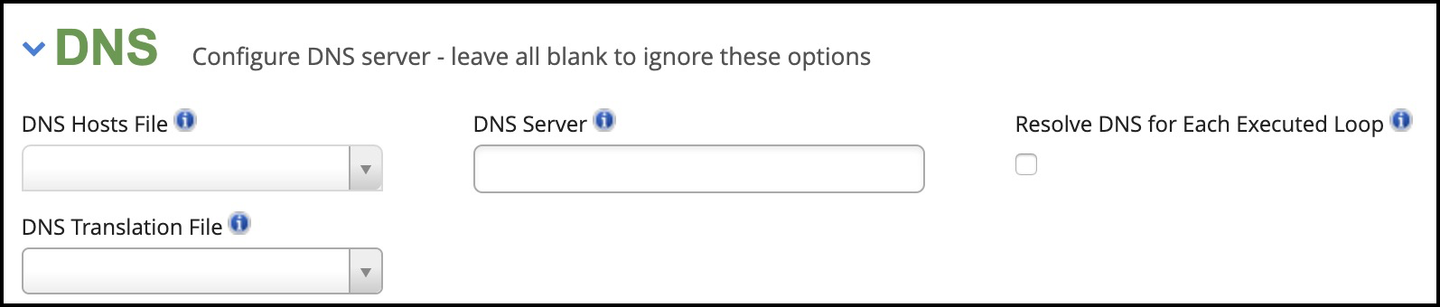 DNS Configure DNS server - leave all blank to ignore these options
DNS Hosts File DNS Server Resolve DNS for Each Executed Loop
DNS Translation File